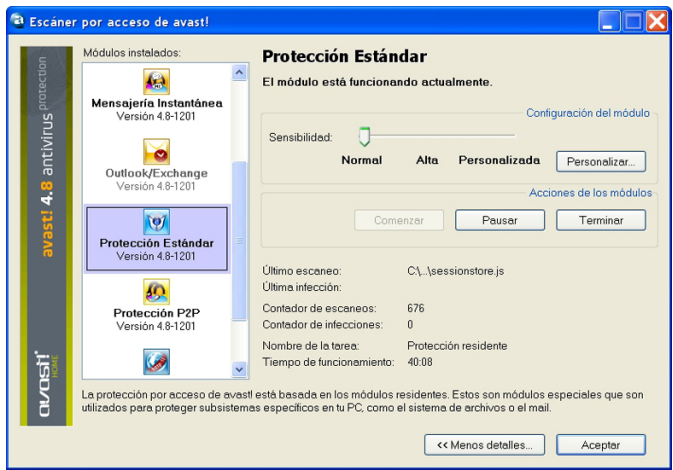 Escáner por acceso de avast!
avast! 4.8 antivirus protection
avast!
HOME
Módulos instalados:
Mensajería Instantánea
Versión 4.8-1201
Outlook/Exchange
Versión 4.8-1201
Protección Estándar
Versión 4.8-1201
Protección P2P
Versión 4.8-1201
Protección Estándar
El módulo está funcionando actualmente.
Configuración del módulo
Sensibilidad:
Normal Alta Personalizada Personalizar...
Acciones de los módulos
Comenzar Pausar Terminar
Último escaneo: C:\..\sessionstore.js
Última infección:
Contador de escaneos: 676
Contador de infecciones: 0
Nombre de la tarea: Protección residente
Tiempo de funcionamiento: 40:08
La protección por acceso de avast! está basada en los módulos residentes. Estos son módulos especiales que son
utilizados para proteger subsistemas específicos en tu PC, como el sistema de archivos o el mail.
<< Menos detalles... Aceptar